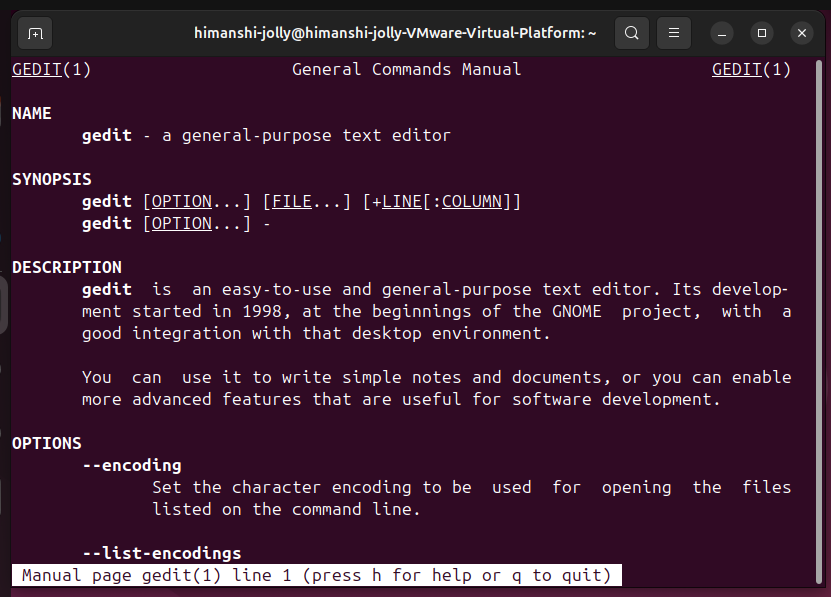 himanshi-jolly@himanshi-jolly-VMware-Virtual-Platform: ~
GEDIT(1) General Commands Manual GEDIT(1)
NAME
gedit - a general-purpose text editor
SYNOPSIS
gedit [OPTION...] [FILE...] [+LINE[:COLUMN]]
gedit [OPTION...] -
DESCRIPTION
gedit is an easy-to-use and general-purpose text editor. Its develop-
ment started in 1998, at the beginnings of the GNOME project, with a
good integration with that desktop environment.
You can use it to write simple notes and documents, or you can enable
more advanced features that are useful for software development.
OPTIONS
--encoding
Set the character encoding to be used for opening the files
listed on the command line.
--list-encodings
Manual page gedit(1) line 1 (press h for help or q to quit)